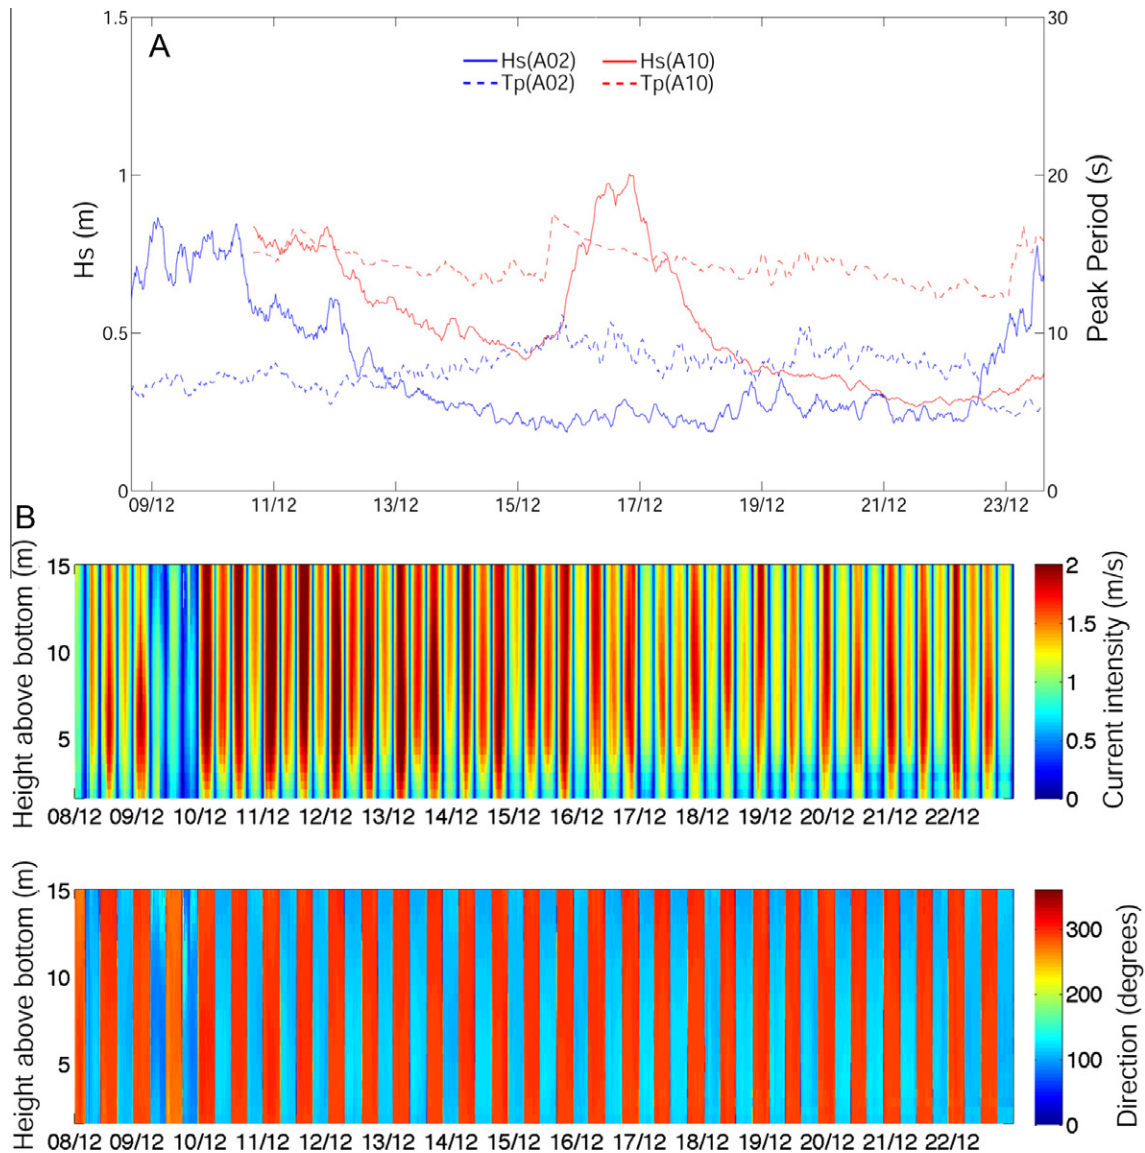 A
Hs(A02) Hs(A10)
Tp(A02) Tp(A10)
1.5
1
0.5
0
Hs (m)
30
20
10
0
Peak Period (s)
09/12 11/12 13/12 15/12 17/12 19/12 21/12 23/12
B
Height above bottom (m)
15
10
5
08/12 09/12 10/12 11/12 12/12 13/12 14/12 15/12 16/12 17/12 18/12 19/12 20/12 21/12 22/12
2
1.5
1
0.5
0
Current intensity (m/s)
Height above bottom (m)
15
10
5
08/12 09/12 10/12 11/12 12/12 13/12 14/12 15/12 16/12 17/12 18/12 19/12 20/12 21/12 22/12
300
200
100
0
Direction (degrees)